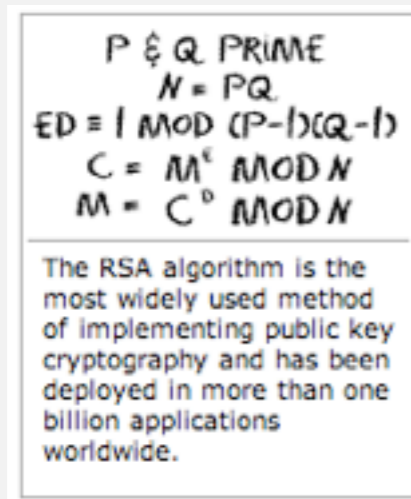 P & Q PRIME
N = PQ
ED ≡ 1 MOD (P-1)(Q-1)
C = M^E MOD N
M = C^D MOD N
The RSA algorithm is the
most widely used method
of implementing public key
cryptography and has been
deployed in more than one
billion applications
worldwide.